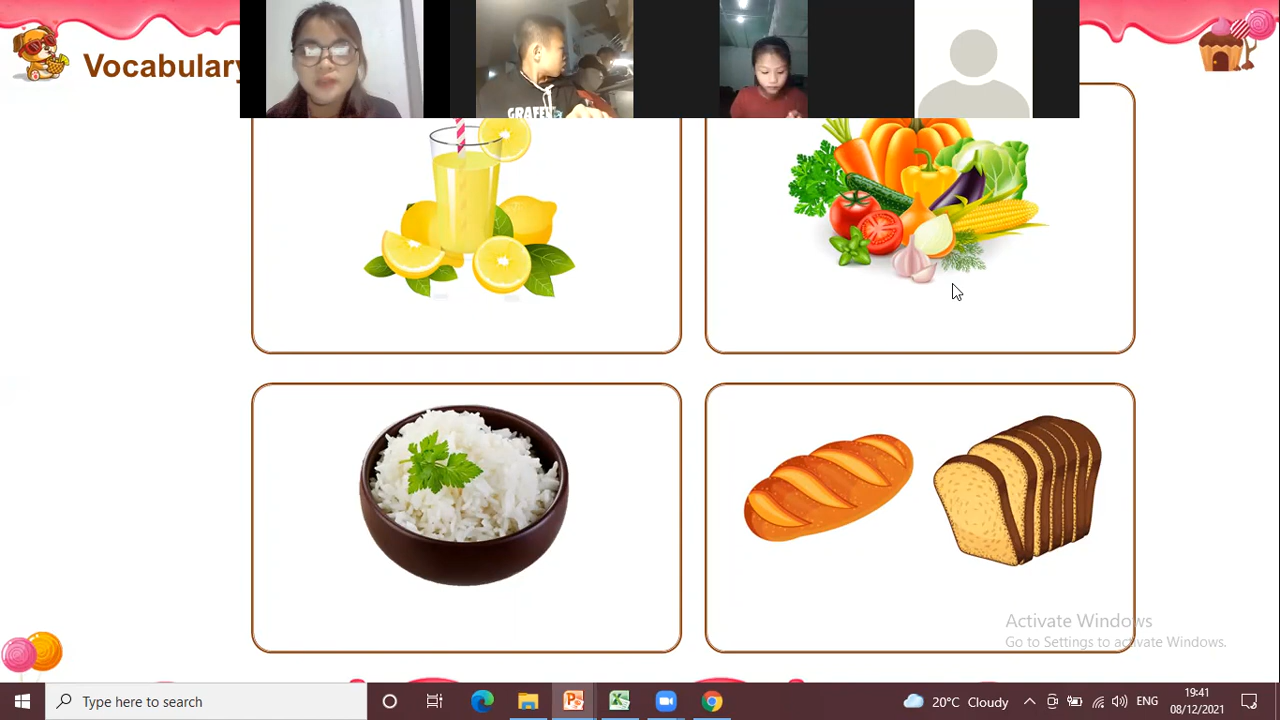 Vocabulary
GRAFFE
Activate Windows
Go to Settings to activate Windows.
Type here to search
20°C Cloudy
ENG
19:41
08/12/2021